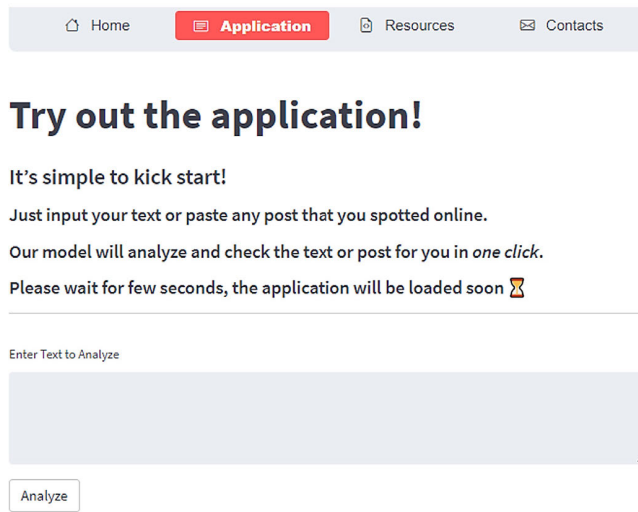 Home Application Resources Contacts
Try out the application!
It's simple to kick start!
Just input your text or paste any post that you spotted online.
Our model will analyze and check the text or post for you in one click.
Please wait for few seconds, the application will be loaded soon ⏳
Enter Text to Analyze
Analyze